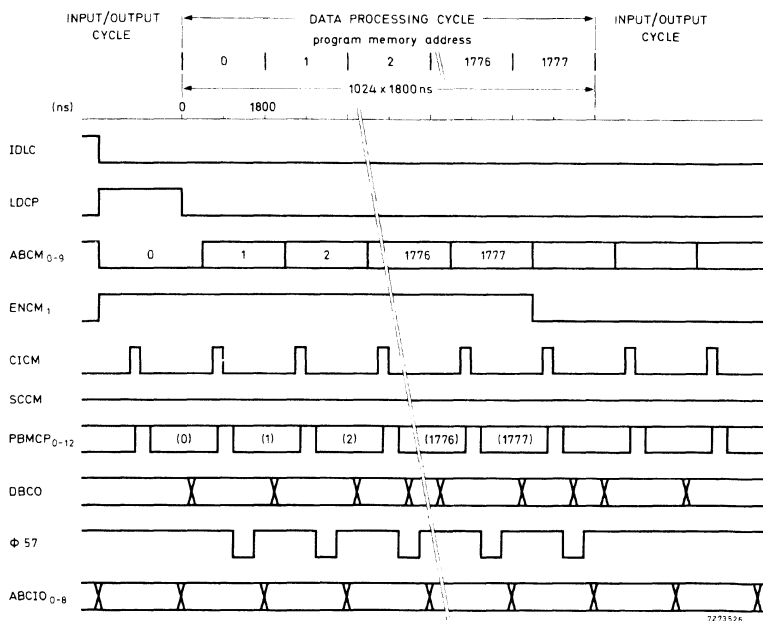 INPUT/OUTPUT CYCLE
DATA PROCESSING CYCLE
INPUT/OUTPUT CYCLE
program memory address
0 1 2 1776 1777
1024 x 1800 ns
(ns) 0 1800
IDLC
LDCP
ABCM 0-9 0 1 2 1776 1777
ENCM 1
CICM
SCCM
PBMCP 0-12 (0) (1) (2) (1776) (1777)
DBCO
Φ 57
ABCIO 0-8
7Z73526